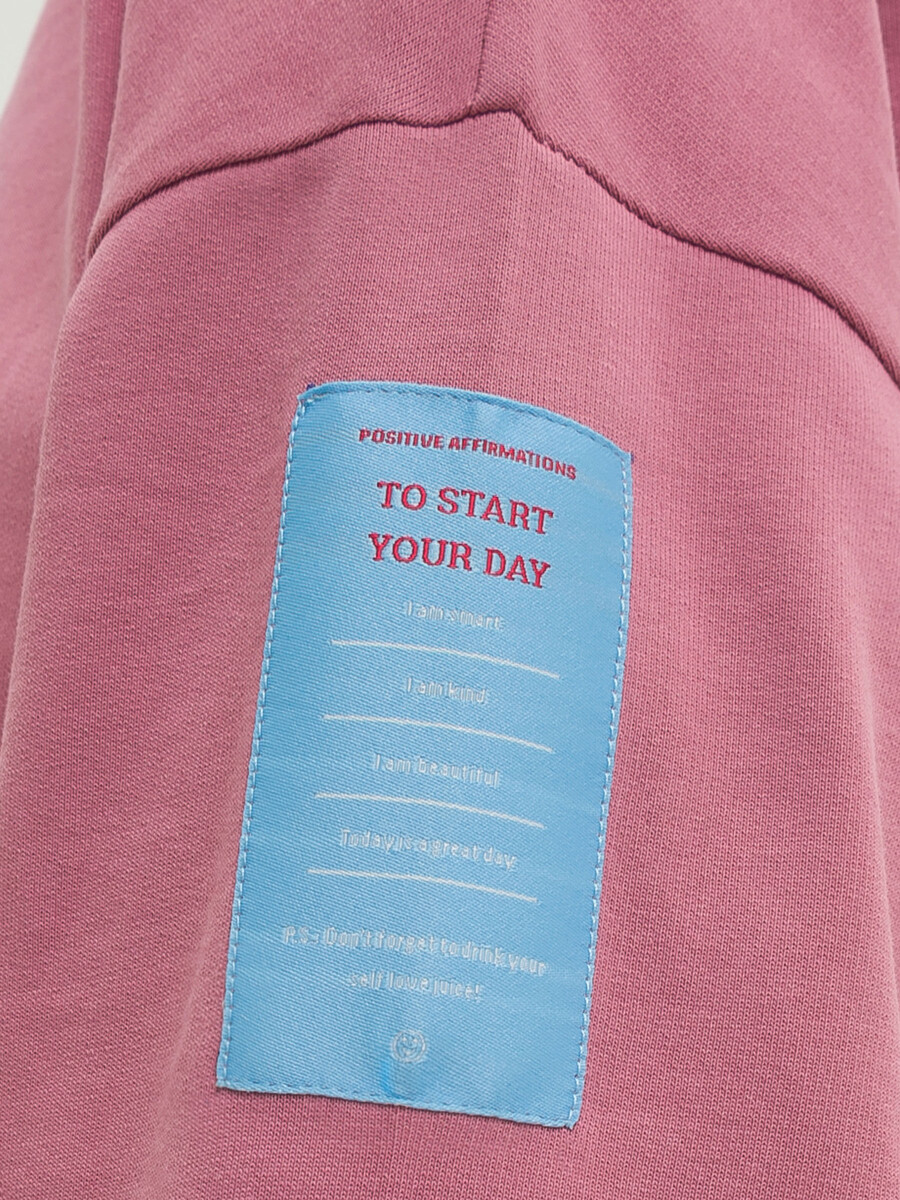 POSITIVE AFFIRMATIONS
TO START
YOUR DAY
I am smart
I am kind
I am beautiful
Today is a great day
P.S- Don't forget to drink your
self love juice!